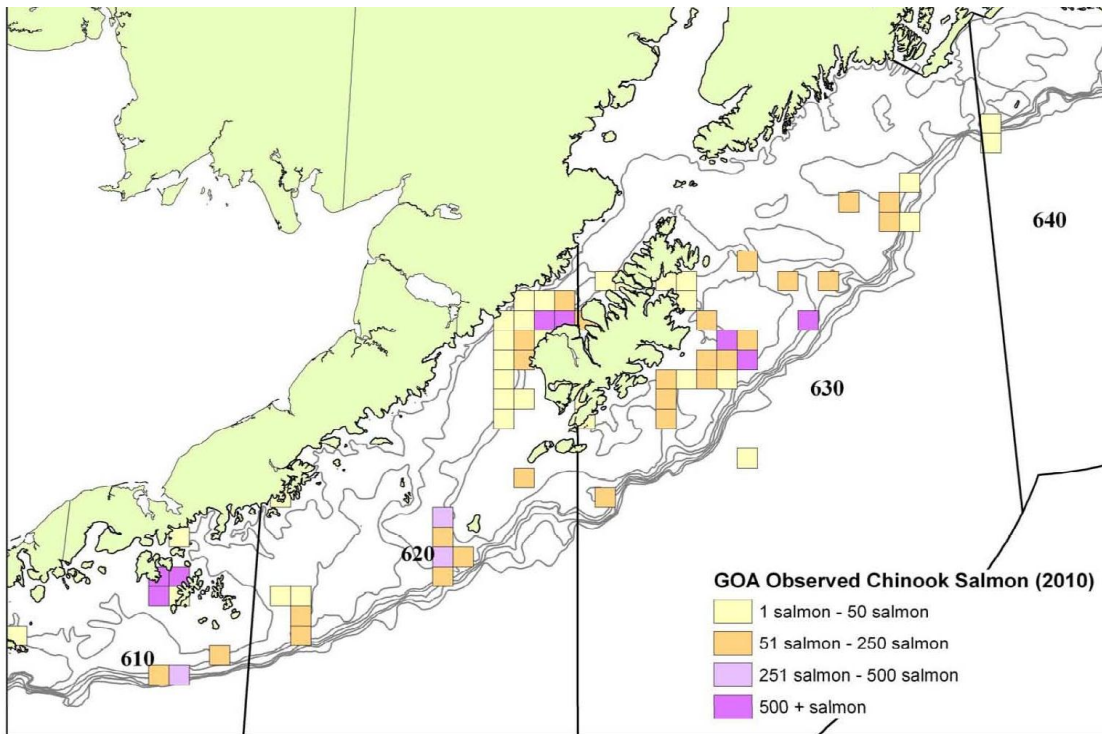 640
630
620
610
GOA Observed Chinook Salmon (2010)
1 salmon - 50 salmon
51 salmon - 250 salmon
251 salmon - 500 salmon
500 + salmon